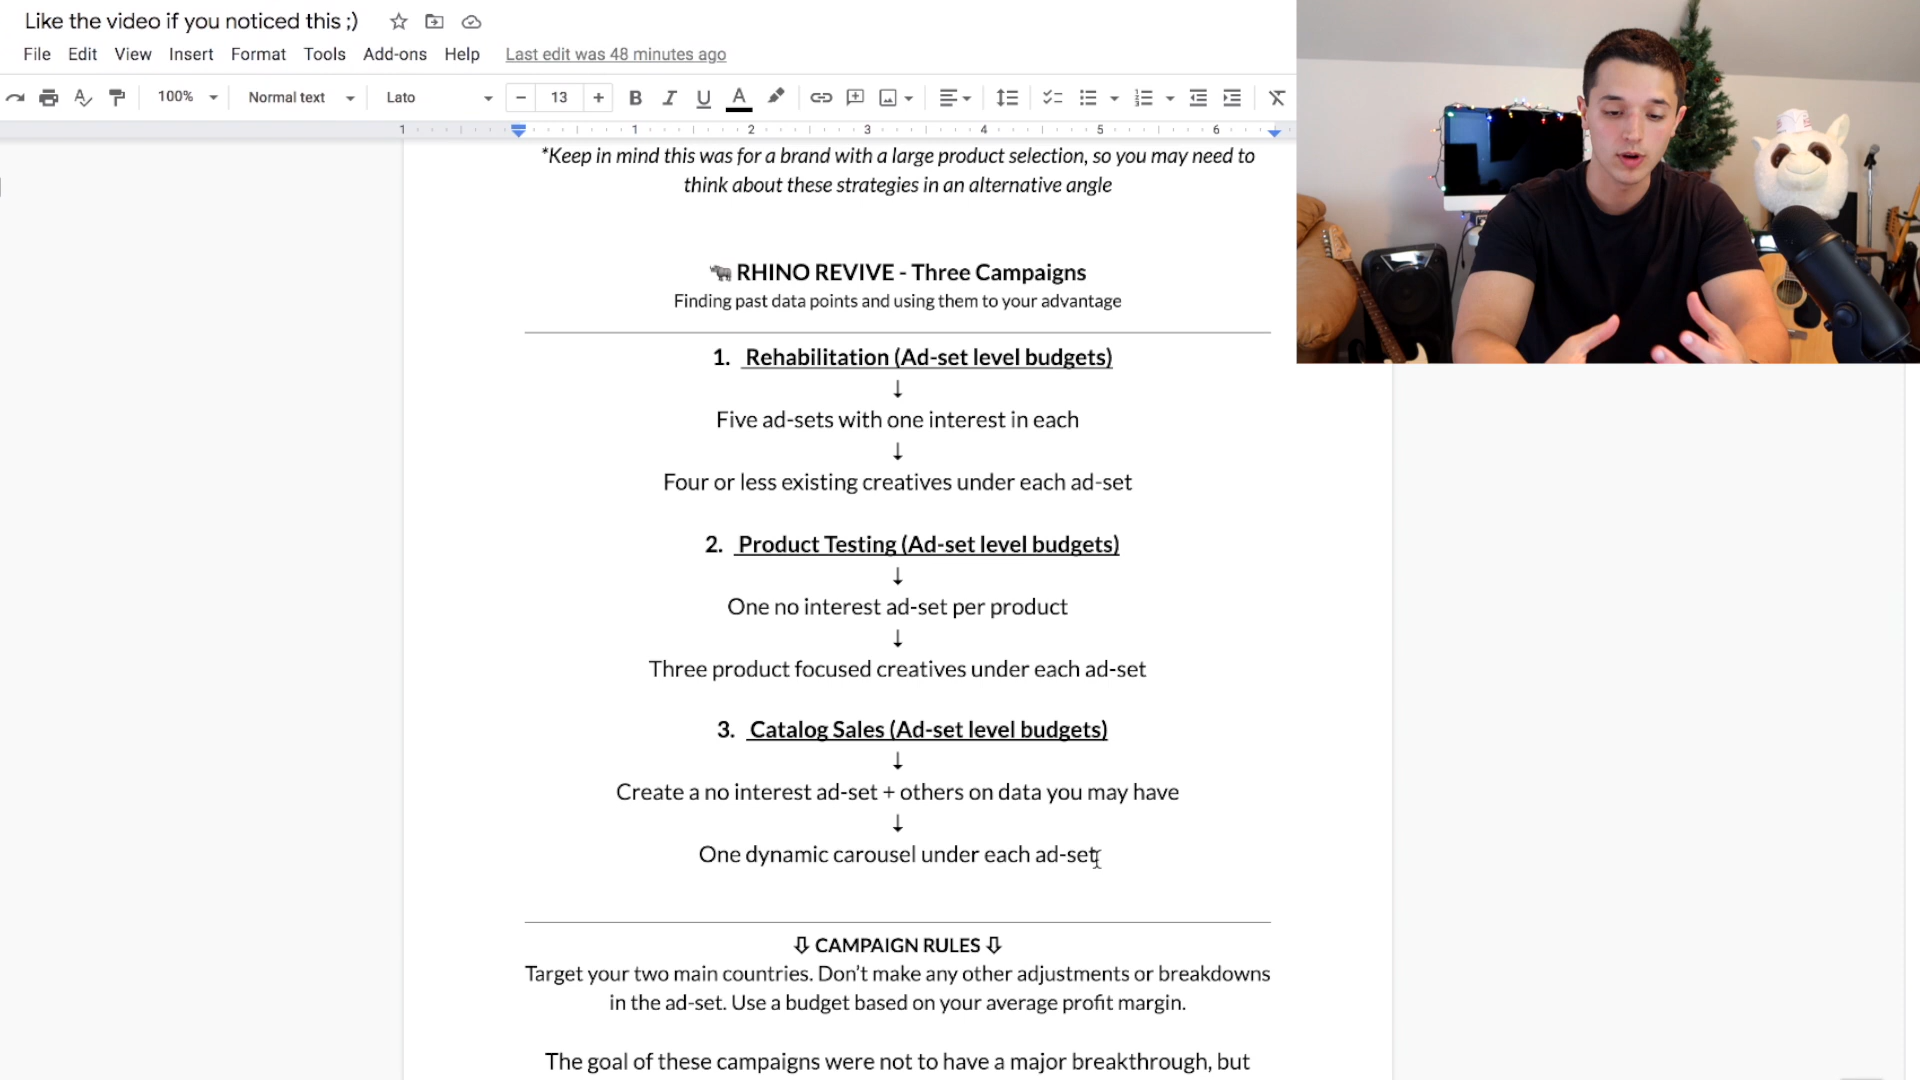 Like the video if you noticed this ;)
File Edit View Insert Format Tools Add-ons Help Last edit was 48 minutes ago
100% Normal text Lato 13 B I U A
1 1 2 3 4 5 6
*Keep in mind this was for a brand with a large product selection, so you may need to
think about these strategies in an alternative angle
🦏 RHINO REVIVE - Three Campaigns
Finding past data points and using them to your advantage
1. Rehabilitation (Ad-set level budgets)
↓
Five ad-sets with one interest in each
↓
Four or less existing creatives under each ad-set
2. Product Testing (Ad-set level budgets)
↓
One no interest ad-set per product
↓
Three product focused creatives under each ad-set
3. Catalog Sales (Ad-set level budgets)
↓
Create a no interest ad-set + others on data you may have
↓
One dynamic carousel under each ad-set
⇩ CAMPAIGN RULES ⇩
Target your two main countries. Don’t make any other adjustments or breakdowns
in the ad-set. Use a budget based on your average profit margin.
The goal of these campaigns were not to have a major breakthrough, but